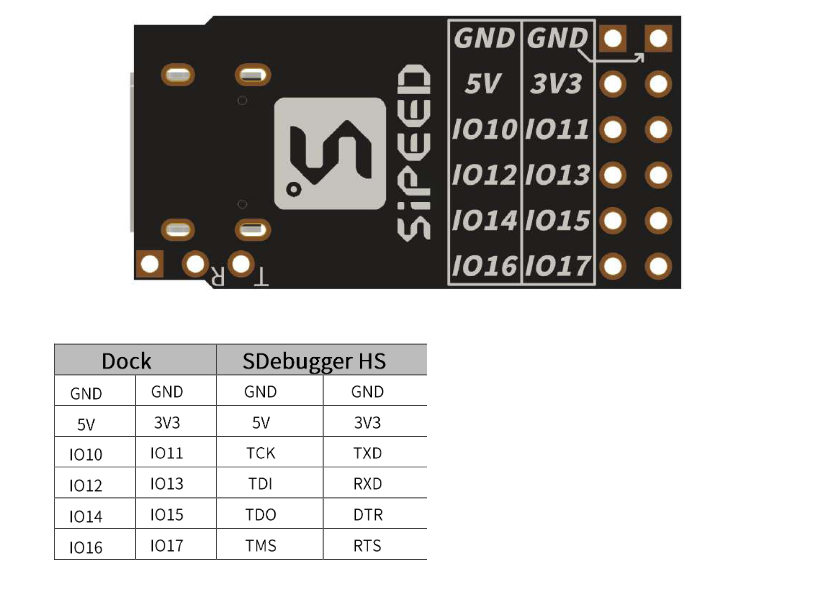 GND GND
5V 3V3
IO10 IO11
IO12 IO13
IO14 IO15
IO16 IO17
SiPEED
R T
Dock SDebugger HS
GND GND GND GND
5V 3V3 5V 3V3
IO10 IO11 TCK TXD
IO12 IO13 TDI RXD
IO14 IO15 TDO DTR
IO16 IO17 TMS RTS